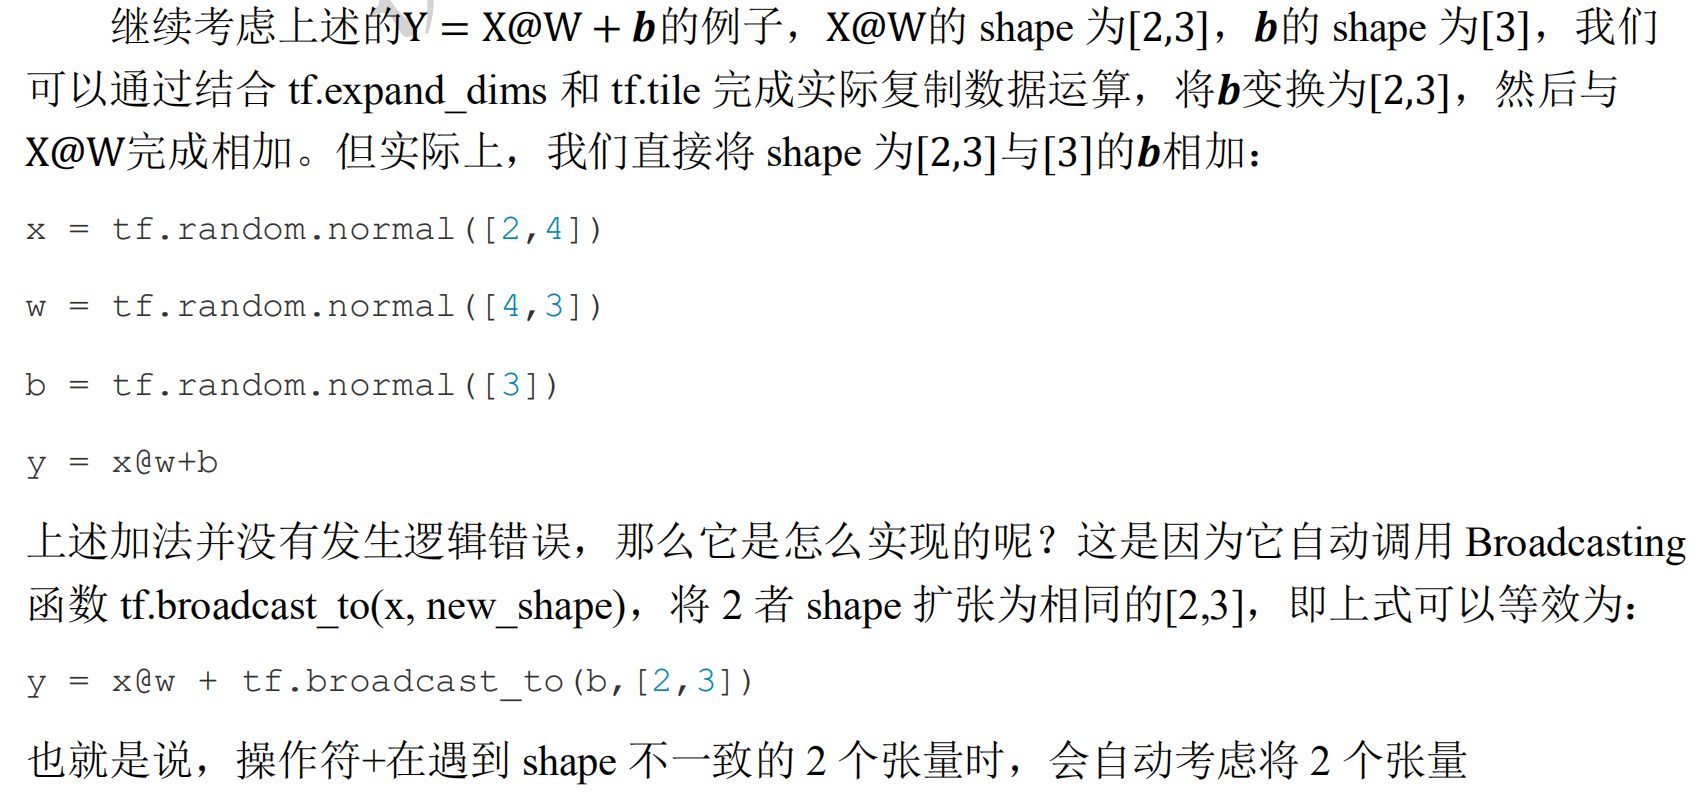 继续考虑上述的Y = X@W + b的例子，X@W的 shape 为[2,3]，b的 shape 为[3]，我们
可以通过结合 tf.expand_dims 和 tf.tile 完成实际复制数据运算，将b变换为[2,3]，然后与
X@W完成相加。但实际上，我们直接将 shape 为[2,3]与[3]的b相加：
x = tf.random.normal([2,4])
w = tf.random.normal([4,3])
b = tf.random.normal([3])
y = x@w+b
上述加法并没有发生逻辑错误，那么它是怎么实现的呢？这是因为它自动调用 Broadcasting
函数 tf.broadcast_to(x, new_shape)，将 2 者 shape 扩张为相同的[2,3]，即上式可以等效为：
y = x@w + tf.broadcast_to(b,[2,3])
也就是说，操作符+在遇到 shape 不一致的 2 个张量时，会自动考虑将 2 个张量